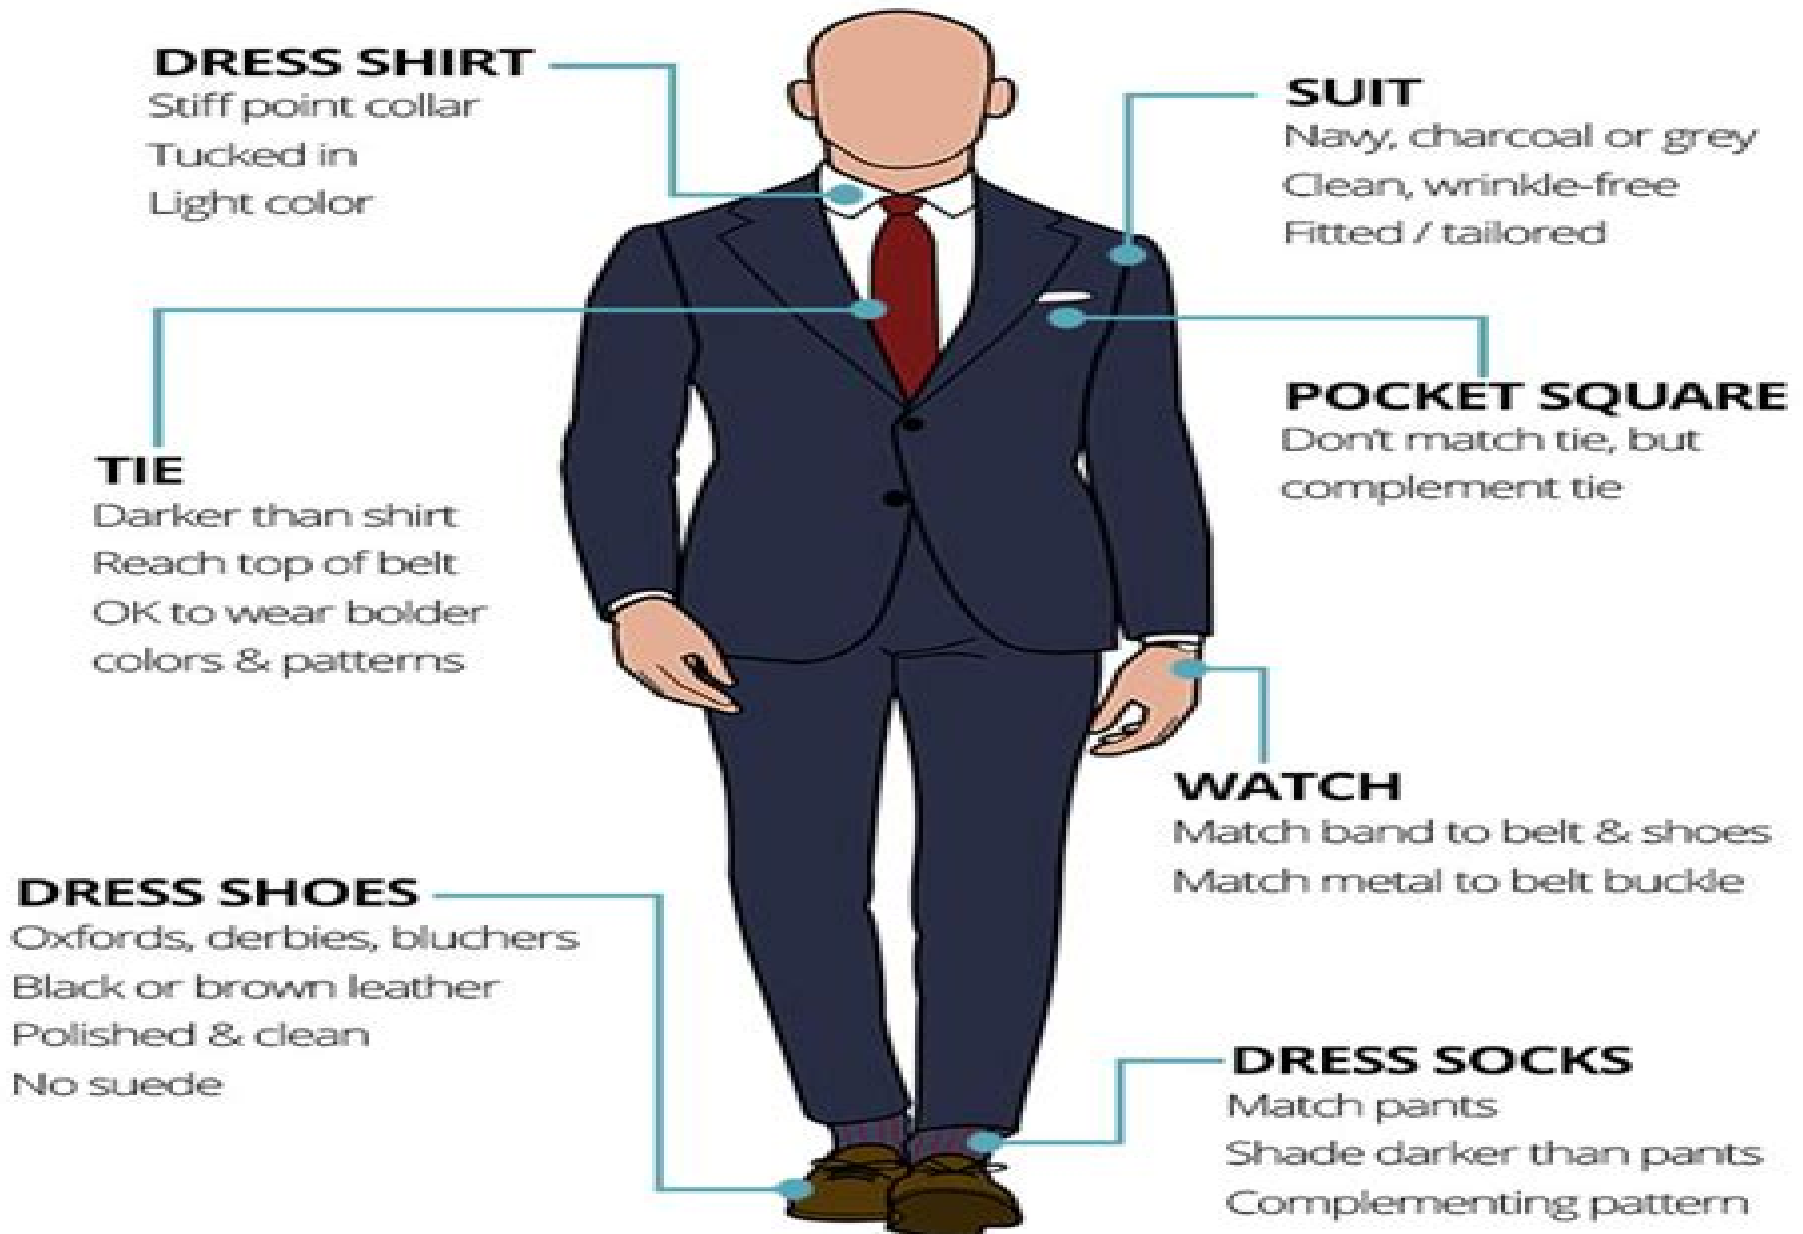 DRESS SHIRT
Stiff point collar
Tucked in
Light color
SUIT
Navy, charcoal or grey
Clean, wrinkle-free
Fitted / tailored
POCKET SQUARE
Don't match tie, but
complement tie
TIE
Darker than shirt
Reach top of belt
OK to wear bolder
colors & patterns
WATCH
Match band to belt & shoes
Match metal to belt buckle
DRESS SHOES
Oxfords, derbies, bluchers
Black or brown leather
Polished & clean
No suede
DRESS SOCKS
Match pants
Shade darker than pants
Complementing pattern